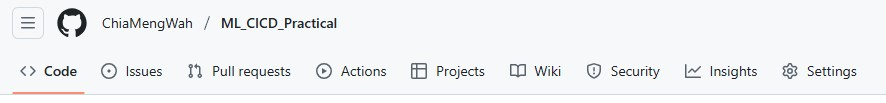 ChiaMengWah / ML_CICD_Practical
Code Issues Pull requests Actions Projects Wiki Security Insights Settings